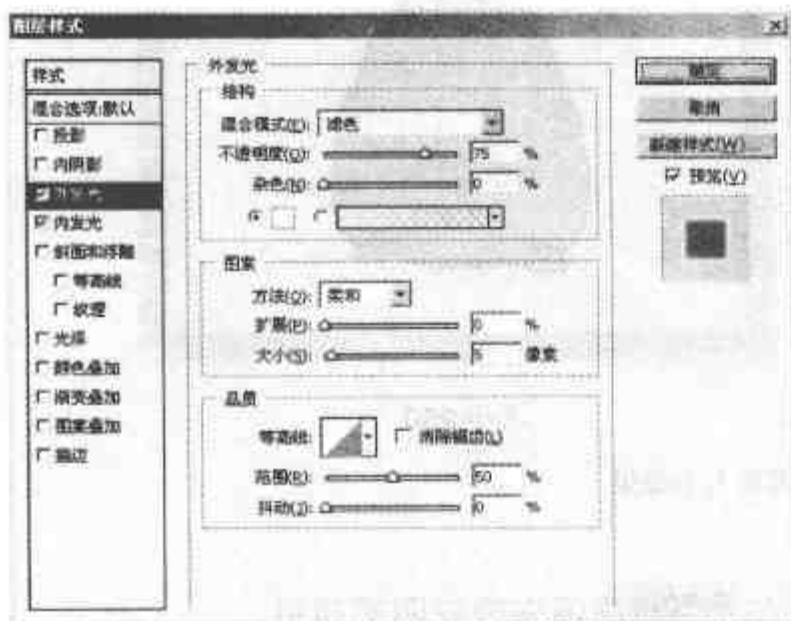 图层样式
样式
混合选项:默认
投影
内阴影
外发光
内发光
斜面和浮雕
等高线
纹理
光泽
颜色叠加
渐变叠加
图案叠加
描边
外发光
结构
混合模式(E): 滤色
不透明度(O): 75 %
杂色(N): 0 %
图素
方法(Q): 柔和
扩展(P): 0 %
大小(S): 5 像素
品质
等高线: 消除锯齿(L)
范围(R): 50 %
抖动(J): 0 %
确定
取消
新建样式(W)...
预览(V)